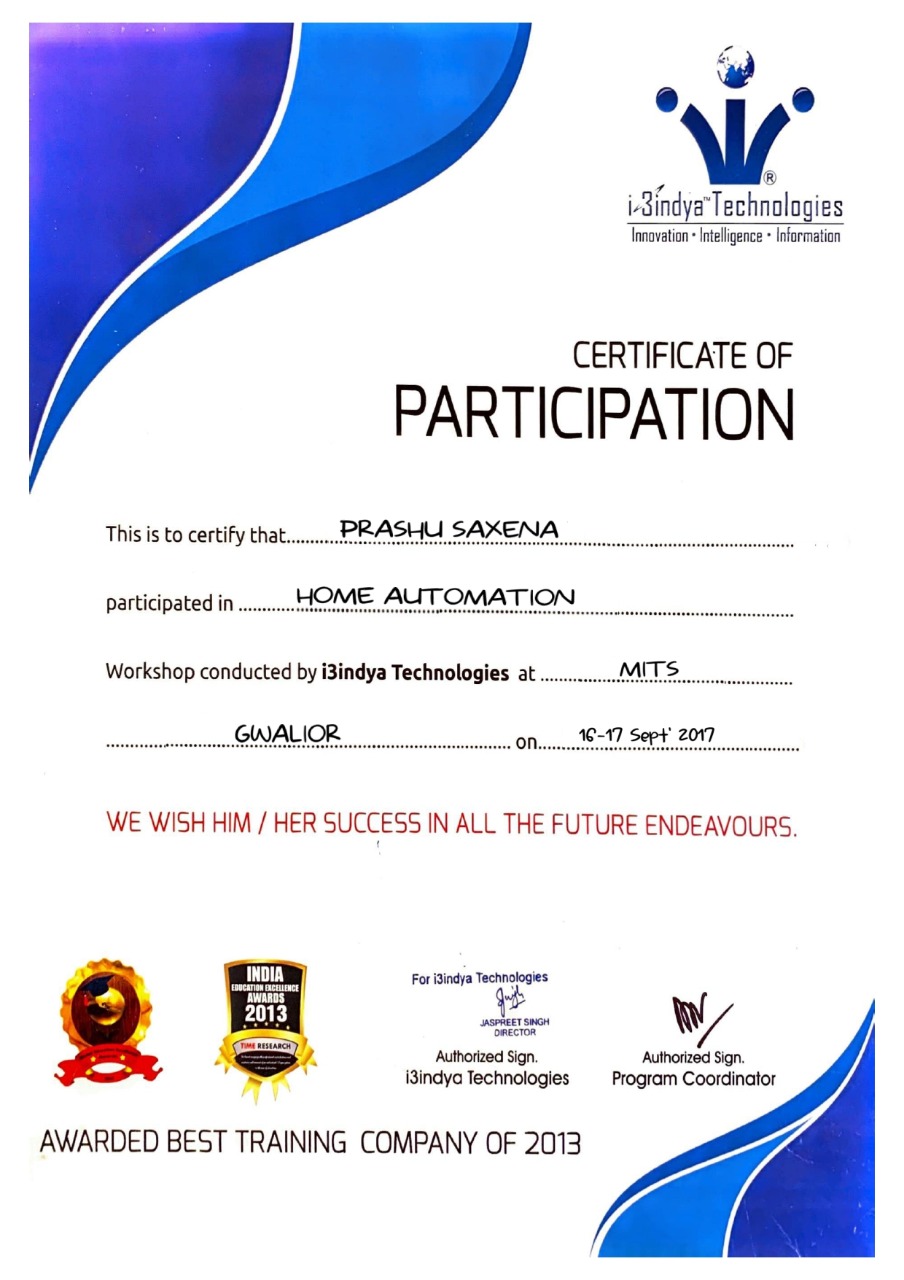 ®
i3indya™Technologies
Innovation • Intelligence • Information
CERTIFICATE OF
PARTICIPATION
This is to certify that PRASHU SAXENA
participated in HOME AUTOMATION
Workshop conducted by i3indya Technologies at MITS
GWALIOR on 16-17 Sept' 2017
WE WISH HIM / HER SUCCESS IN ALL THE FUTURE ENDEAVOURS.
INDIA
EDUCATION EXCELLENCE
AWARDS
2013
TIME RESEARCH
For i3indya Technologies
JASPREET SINGH
DIRECTOR
Authorized Sign.
i3indya Technologies
Authorized Sign.
Program Coordinator
AWARDED BEST TRAINING COMPANY OF 2013